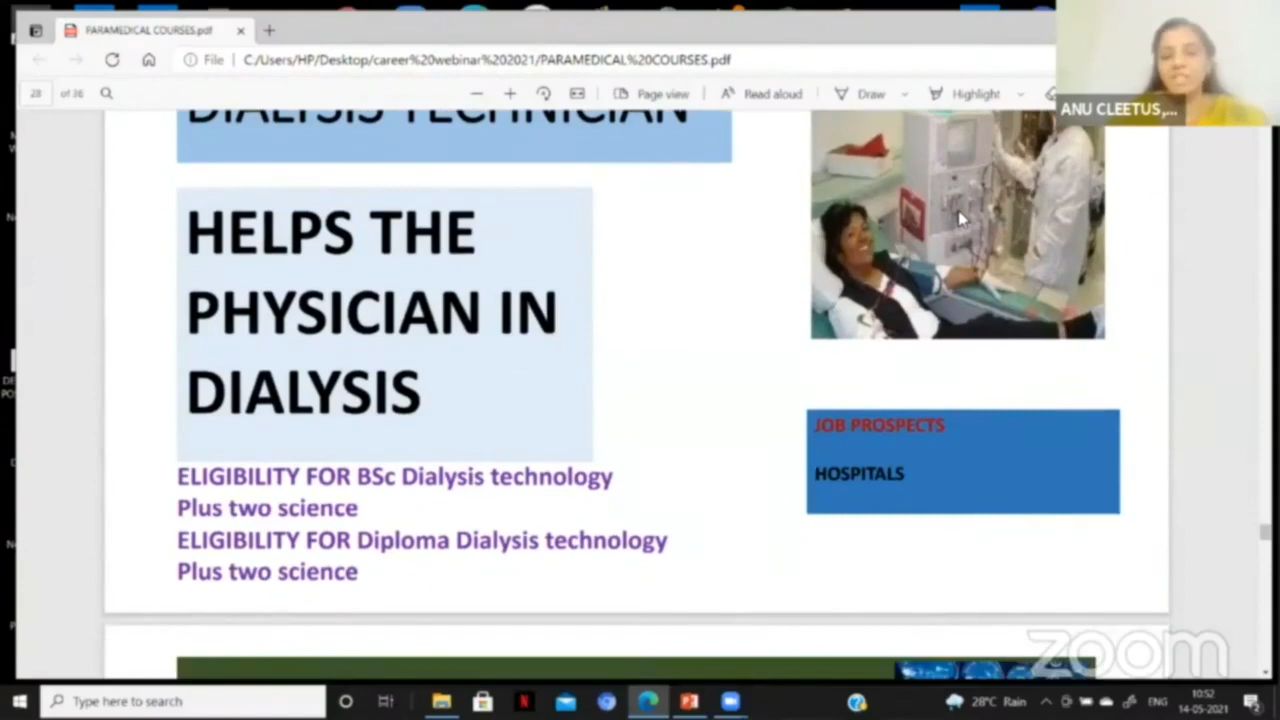 PARAMEDICAL COURSES.pdf
File
C:/Users/HP/Desktop/career%20webinar%202021/PARAMEDICAL%20COURSES.pdf
ANU CLEETUS,...
28 of 36
Page view
Read aloud
Draw
Highlight
DIALYSIS TECHNICIAN
HELPS THE
PHYSICIAN IN
DIALYSIS
ELIGIBILITY FOR BSc Dialysis technology
Plus two science
ELIGIBILITY FOR Diploma Dialysis technology
Plus two science
JOB PROSPECTS
HOSPITALS
zoom
Type here to search
28°C Rain
ENG
10:52
14-05-2021